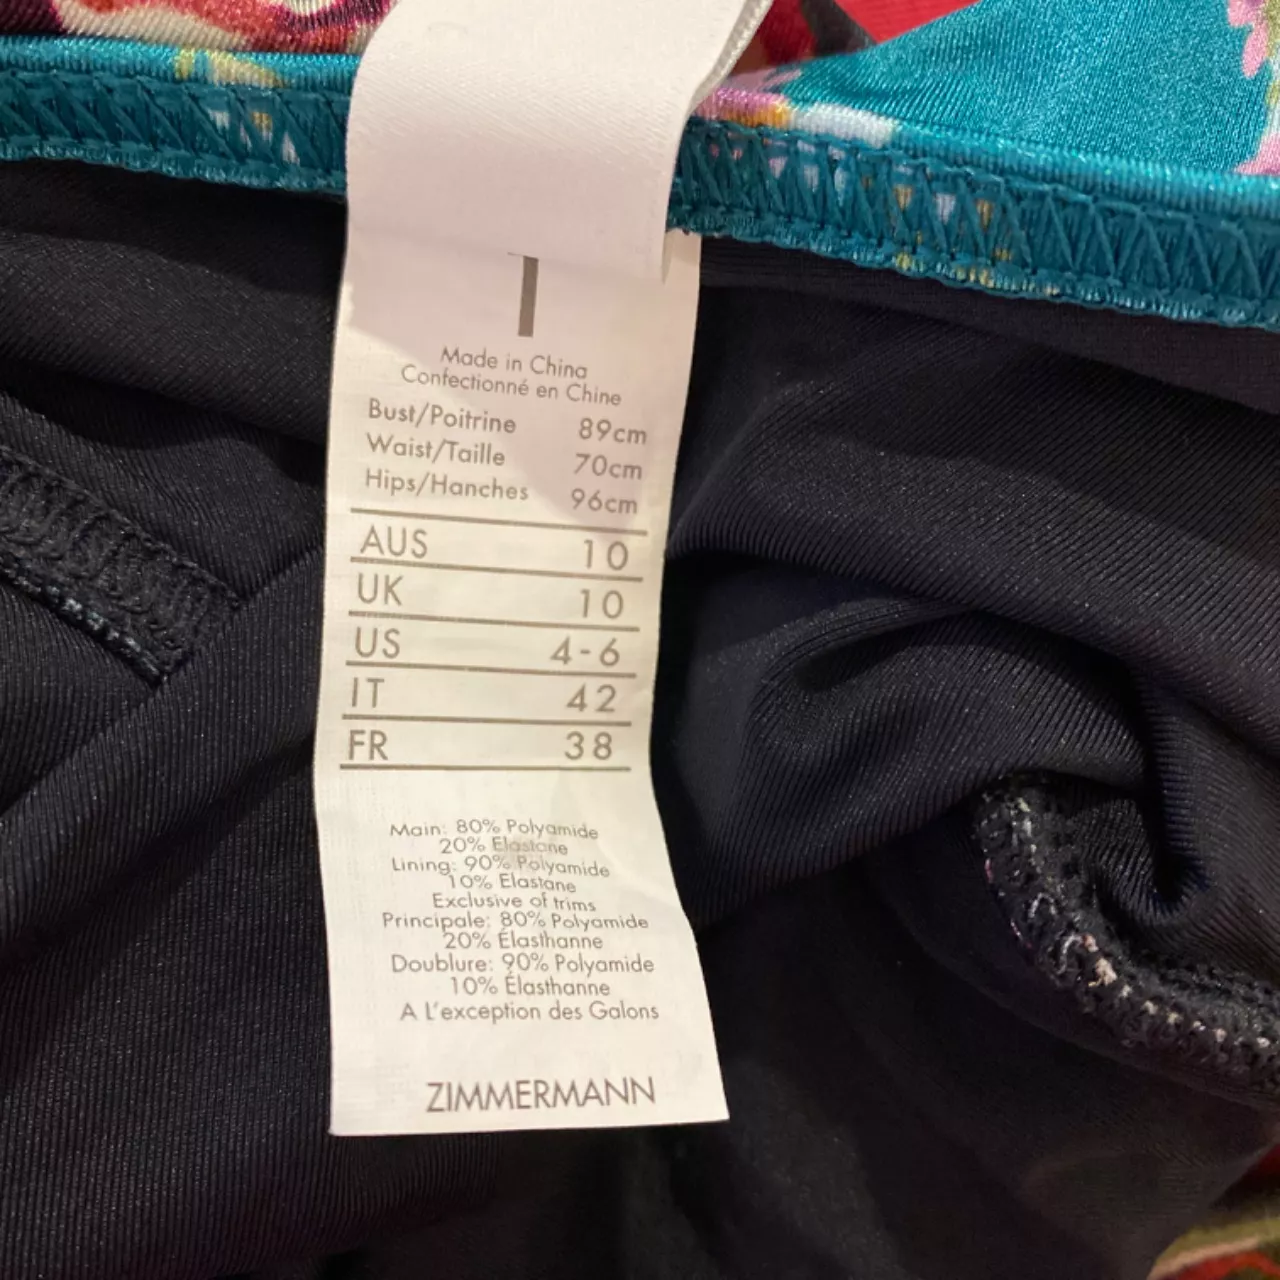 1
Made in China
Confectionné en Chine
Bust/Poitrine 89cm
Waist/Taille 70cm
Hips/Hanches 96cm
AUS 10
UK 10
US 4-6
IT 42
FR 38
Main: 80% Polyamide
20% Elastane
Lining: 90% Polyamide
10% Elastane
Exclusive of trims
Principale: 80% Polyamide
20% Élasthanne
Doublure: 90% Polyamide
10% Élasthanne
A L'exception des Galons
ZIMMERMANN